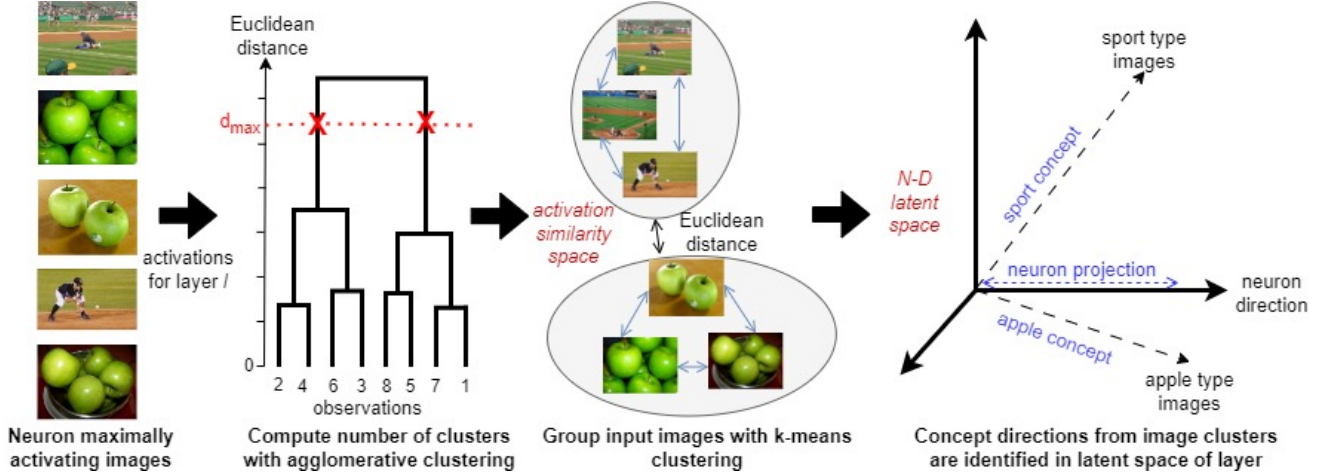 Neuron maximally
activating images
activations
for layer l
Euclidean
distance
d_max
0
2 4 6 3 8 5 7 1
observations
Compute number of clusters
with agglomerative clustering
activation
similarity
space
Euclidean
distance
Group input images with k-means
clustering
N-D
latent
space
sport type
images
sport concept
neuron projection
neuron
direction
apple concept
apple type
images
Concept directions from image clusters
are identified in latent space of layer